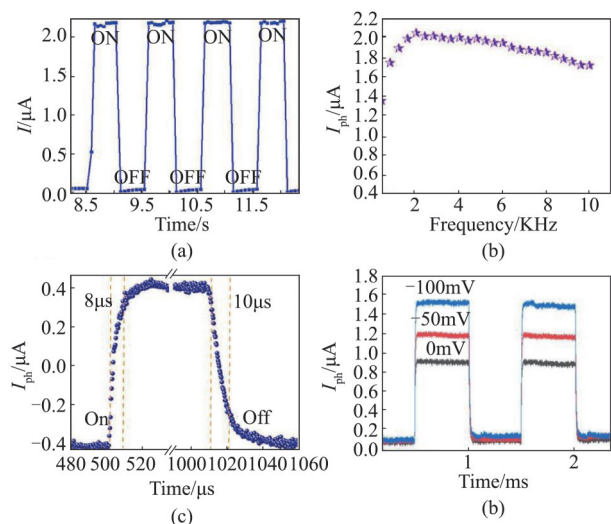 2.0
1.5
1.0
0.5
0.0
I/μA
ON ON ON ON
OFF OFF OFF
8.5 9.5 10.5 11.5
Time/s
(a)
2.4
2.2
2.0
1.8
1.6
1.4
1.2
1.0
0.8
0.6
0.4
I_ph/μA
2 4 6 8 10
Frequency/KHz
(b)
0.4
0.2
0.0
−0.2
−0.4
I_ph/μA
8μs 10μs
On Off
480 500 520 1000 1020 1040 1060
Time/μs
(c)
1.8
1.6
1.4
1.2
1.0
0.8
0.6
0.4
0.2
0
I_ph/μA
−100mV
−50mV
0mV
1 2
Time/ms
(b)